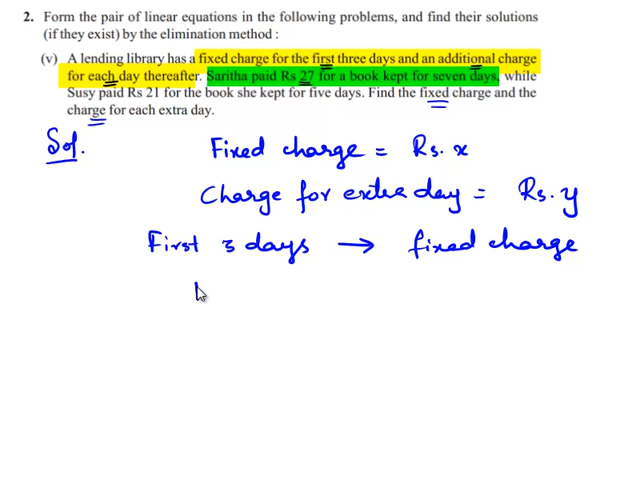 2. Form the pair of linear equations in the following problems, and find their solutions
(if they exist) by the elimination method :
(v) A lending library has a fixed charge for the first three days and an additional charge
for each day thereafter. Saritha paid Rs 27 for a book kept for seven days, while
Susy paid Rs 21 for the book she kept for five days. Find the fixed charge and the
charge for each extra day.
Sol. Fixed charge = Rs. x
Charge for extra day = Rs. y
First 3 days → fixed charge